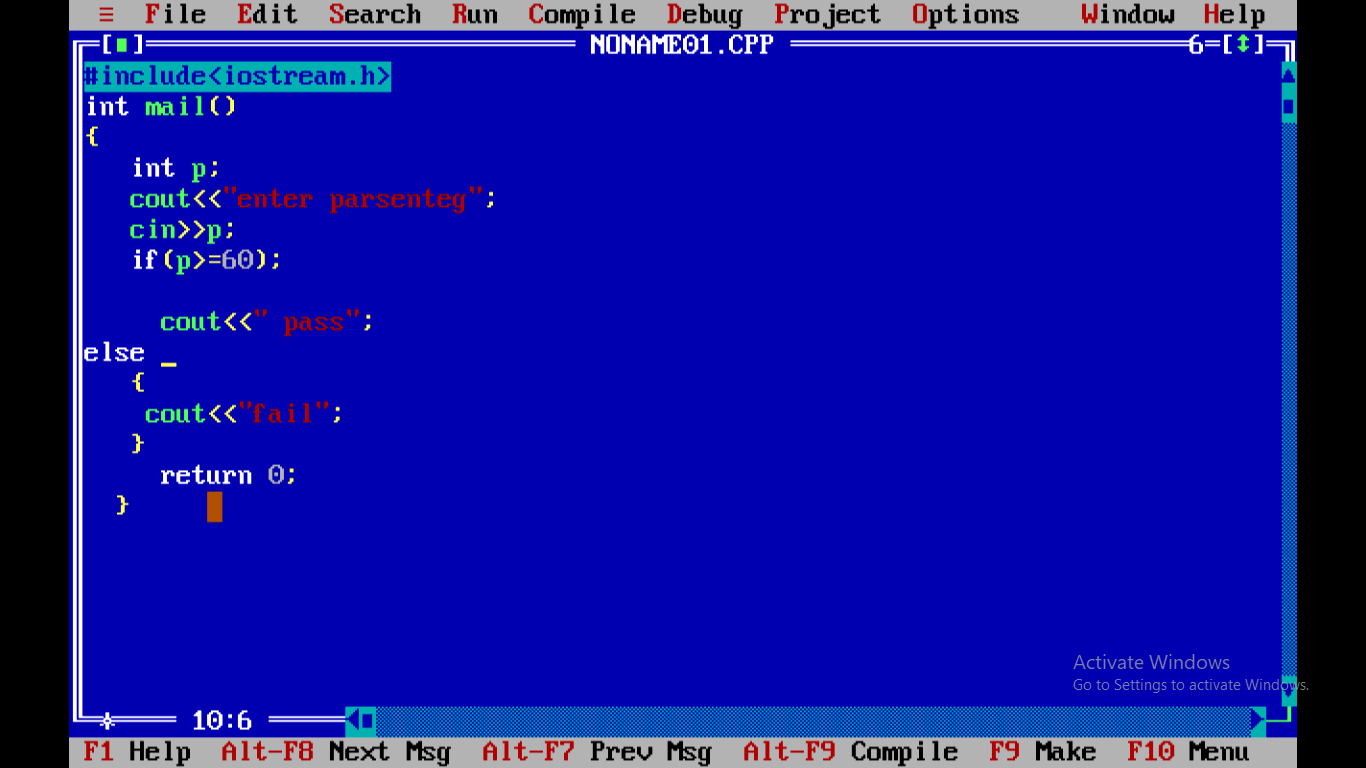 ≡ File Edit Search Run Compile Debug Project Options Window Help
[■] NONAME01.CPP 6=[↕]
#include<iostream.h>
int mail()
{
int p;
cout<<"enter parsenteg";
cin>>p;
if(p>=60);
cout<<" pass";
else _
{
cout<<"fail";
}
return 0;
}
Activate Windows
Go to Settings to activate Windows.
10:6
F1 Help Alt-F8 Next Msg Alt-F7 Prev Msg Alt-F9 Compile F9 Make F10 Menu